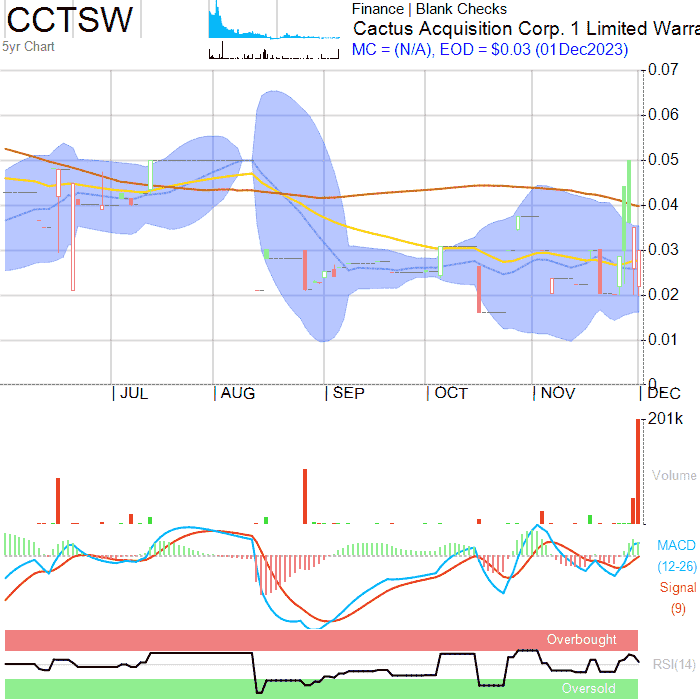 CCTSW
5yr Chart
Finance | Blank Checks
Cactus Acquisition Corp. 1 Limited Warra
MC = (N/A), EOD = $0.03 (01Dec2023)
0.07
0.06
0.05
0.04
0.03
0.02
0.01
0
JUL AUG SEP OCT NOV DEC
201k
Volume
MACD
(12-26)
Signal
(9)
Overbought
RSI(14)
Oversold